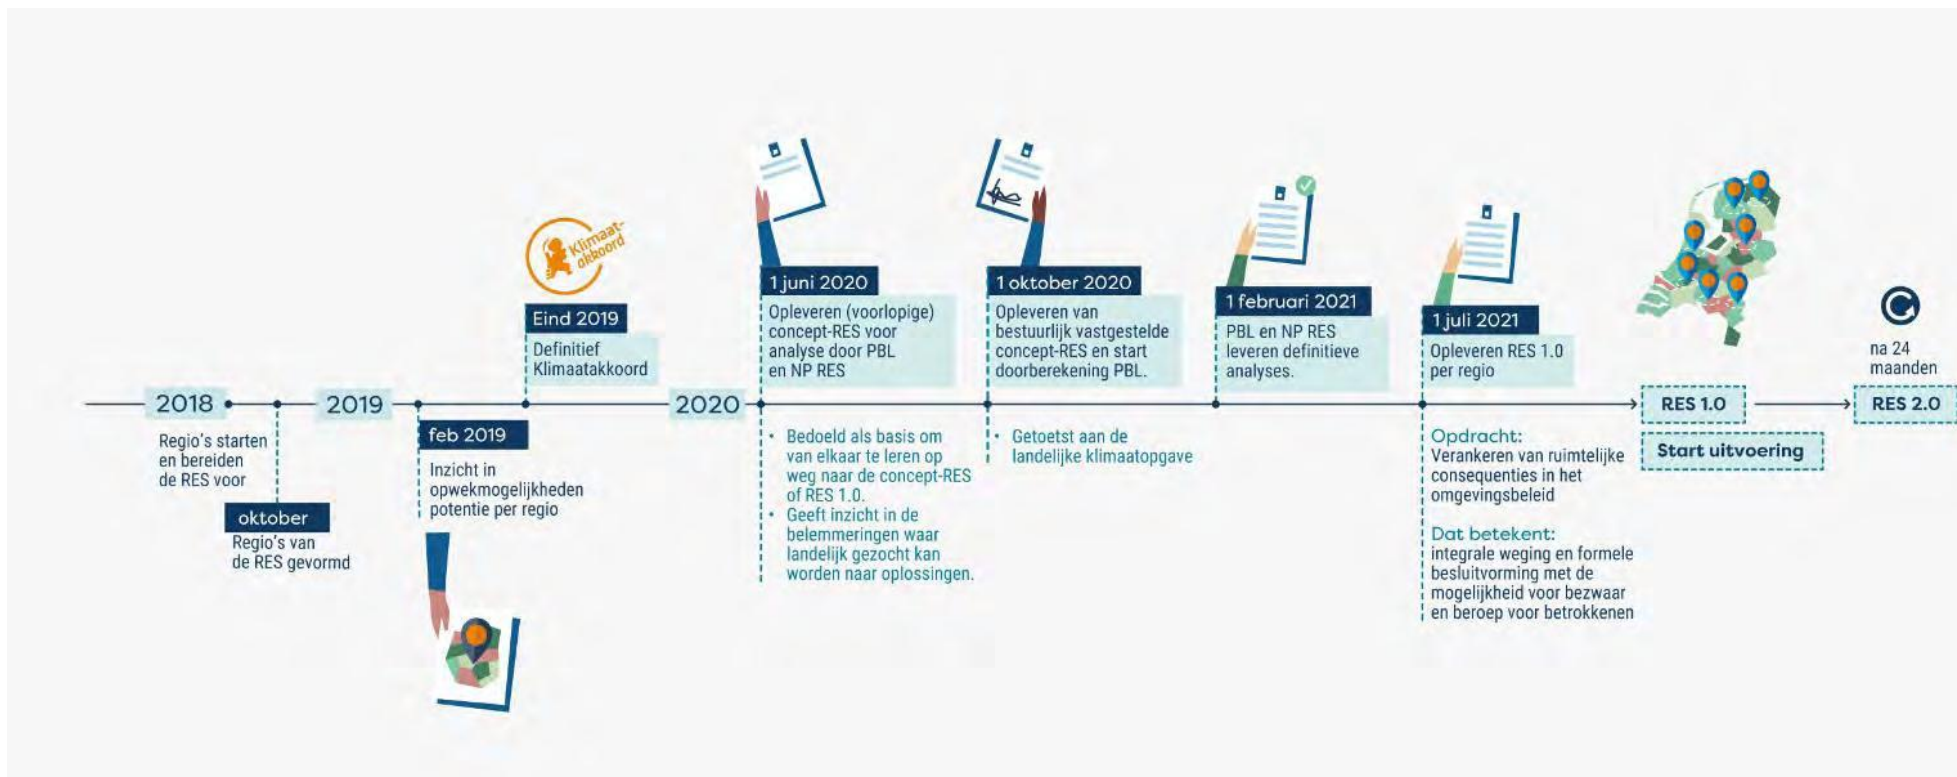 2018
Regio's starten
en bereiden
de RES voor
oktober
Regio's van
de RES gevormd
2019
feb 2019
Inzicht in
opwekmogelijkheden
potentie per regio
Klimaat-
akkoord
Eind 2019
Definitief
Klimaatakkoord
2020
1 juni 2020
Opleveren (voorlopige)
concept-RES voor
analyse door PBL
en NP RES
• Bedoeld als basis om
van elkaar te leren op
weg naar de concept-RES
of RES 1.0.
• Geeft inzicht in de
belemmeringen waar
landelijk gezocht kan
worden naar oplossingen.
1 oktober 2020
Opleveren van
bestuurlijk vastgestelde
concept-RES en start
doorberekening PBL.
• Getoetst aan de
landelijke klimaatopgave
1 februari 2021
PBL en NP RES
leveren definitieve
analyses.
1 juli 2021
Opleveren RES 1.0
per regio
Opdracht:
Verankeren van ruimtelijke
consequenties in het
omgevingsbeleid
Dat betekent:
integrale weging en formele
besluitvorming met de
mogelijkheid voor bezwaar
en beroep voor betrokkenen
RES 1.0
Start uitvoering
na 24
maanden
RES 2.0